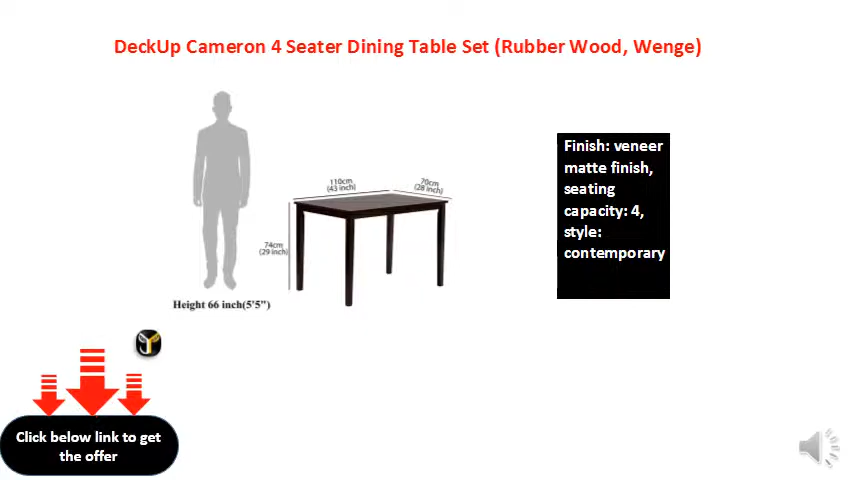 DeckUp Cameron 4 Seater Dining Table Set (Rubber Wood, Wenge)
110cm
(43 inch)
70cm
(28 inch)
74cm
(29 inch)
Height 66 inch(5'5")
Finish: veneer
matte finish,
seating
capacity: 4,
style:
contemporary
Click below link to get
the offer